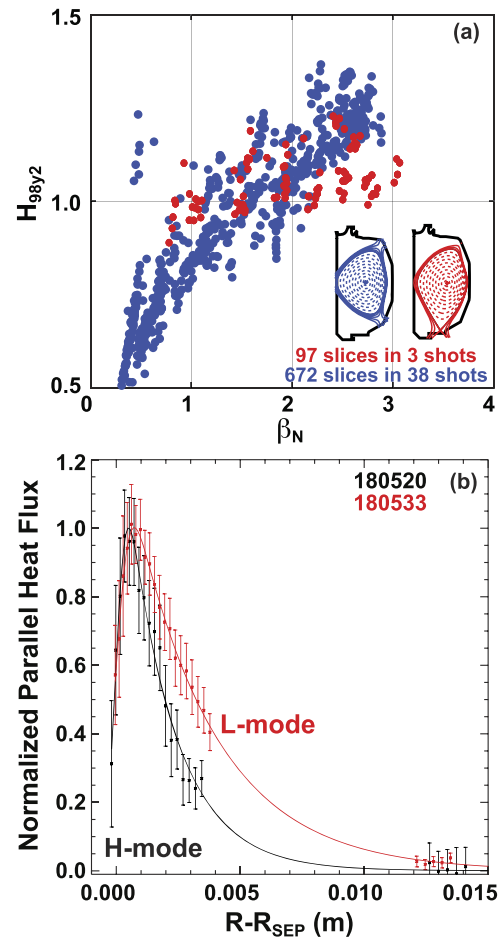 1.5
(a)
H98y2
1.0
97 slices in 3 shots
672 slices in 38 shots
0.5
0 1 2 3 4
βN
1.2
180520 (b)
180533
Normalized Parallel Heat Flux
1.0
0.8
0.6
0.4
L-mode
0.2
H-mode
0.0
0.000 0.005 0.010 0.015
R-RSEP (m)